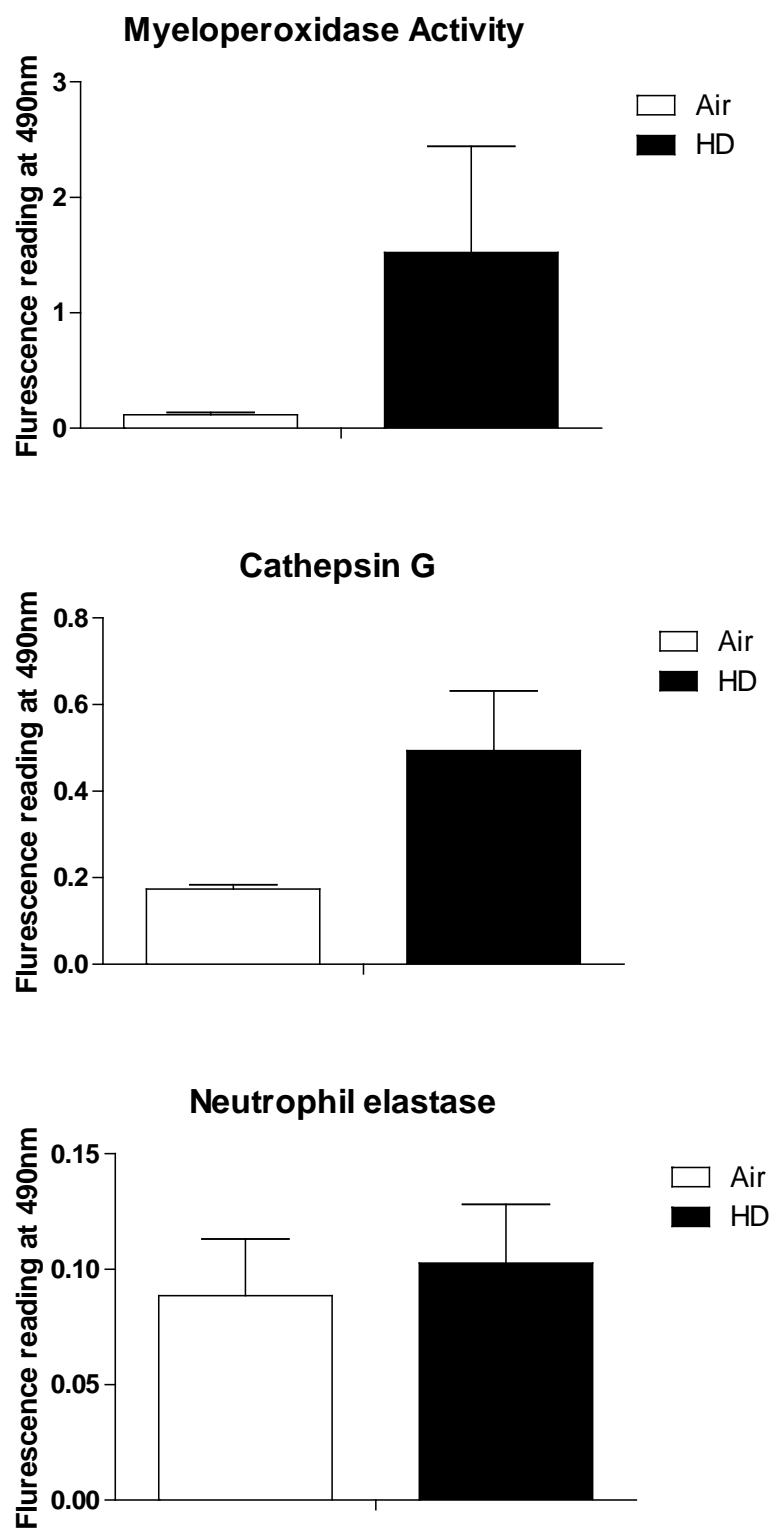 Myeloperoxidase Activity
Flurescence reading at 490nm
3
2
1
0
Air
HD
Cathepsin G
Flurescence reading at 490nm
0.8
0.6
0.4
0.2
0.0
Air
HD
Neutrophil elastase
Flurescence reading at 490nm
0.15
0.10
0.05
0.00
Air
HD